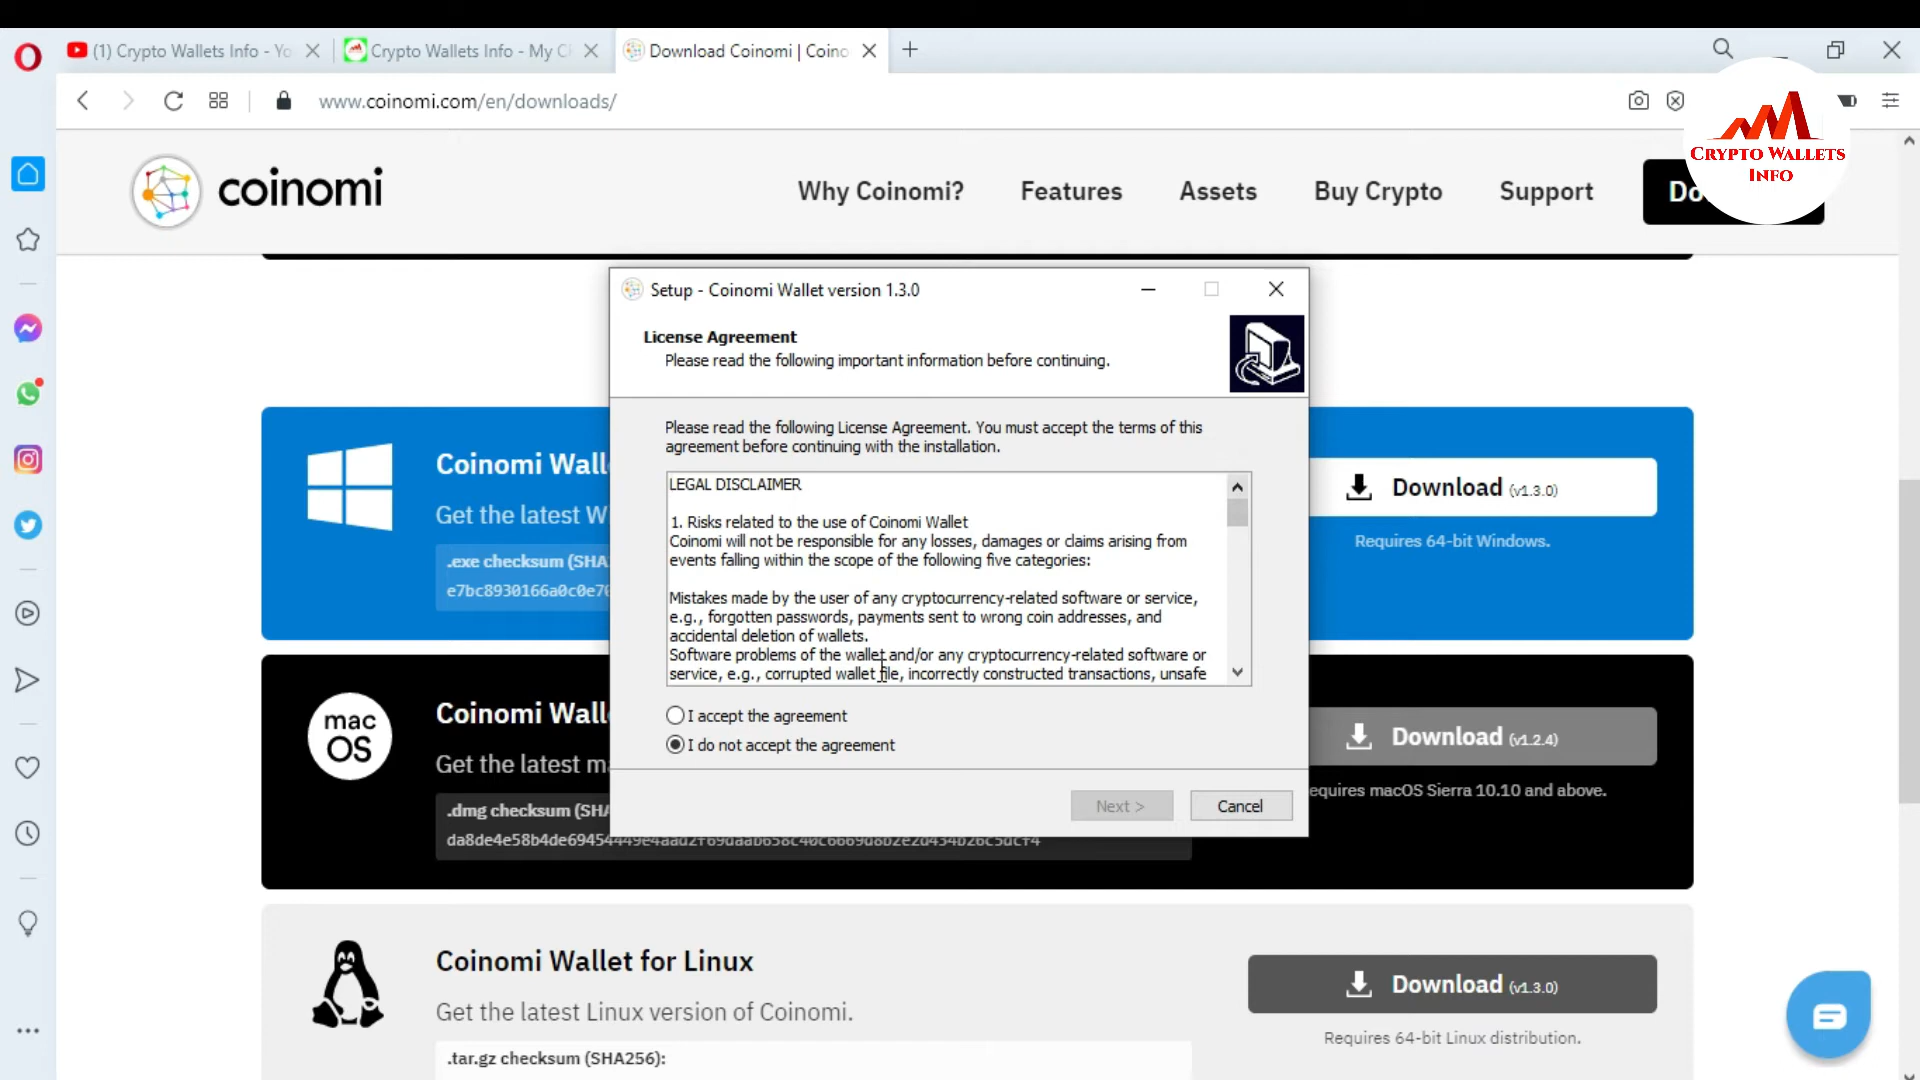 (1) Crypto Wallets Info - Yo
Crypto Wallets Info - My C
Download Coinomi | Coino
www.coinomi.com/en/downloads/
CRYPTO WALLETS
INFO
coinomi
Why Coinomi?
Features
Assets
Buy Crypto
Support
Do
Setup - Coinomi Wallet version 1.3.0
License Agreement
Please read the following important information before continuing.
Please read the following License Agreement. You must accept the terms of this
agreement before continuing with the installation.
LEGAL DISCLAIMER
1. Risks related to the use of Coinomi Wallet
Coinomi will not be responsible for any losses, damages or claims arising from
events falling within the scope of the following five categories:
Mistakes made by the user of any cryptocurrency-related software or service,
e.g., forgotten passwords, payments sent to wrong coin addresses, and
accidental deletion of wallets.
Software problems of the wallet and/or any cryptocurrency-related software or
service, e.g., corrupted wallet file, incorrectly constructed transactions, unsafe
I accept the agreement
I do not accept the agreement
Next >
Cancel
Coinomi Wall
Get the latest W
.exe checksum (SHA
e7bc8930166a0c0e7
Download (v1.3.0)
Requires 64-bit Windows.
mac
OS
Coinomi Wall
Get the latest ma
.dmg checksum (SHA
Download (v1.2.4)
equires macOS Sierra 10.10 and above.
Coinomi Wallet for Linux
Get the latest Linux version of Coinomi.
.tar.gz checksum (SHA256):
Download (v1.3.0)
Requires 64-bit Linux distribution.